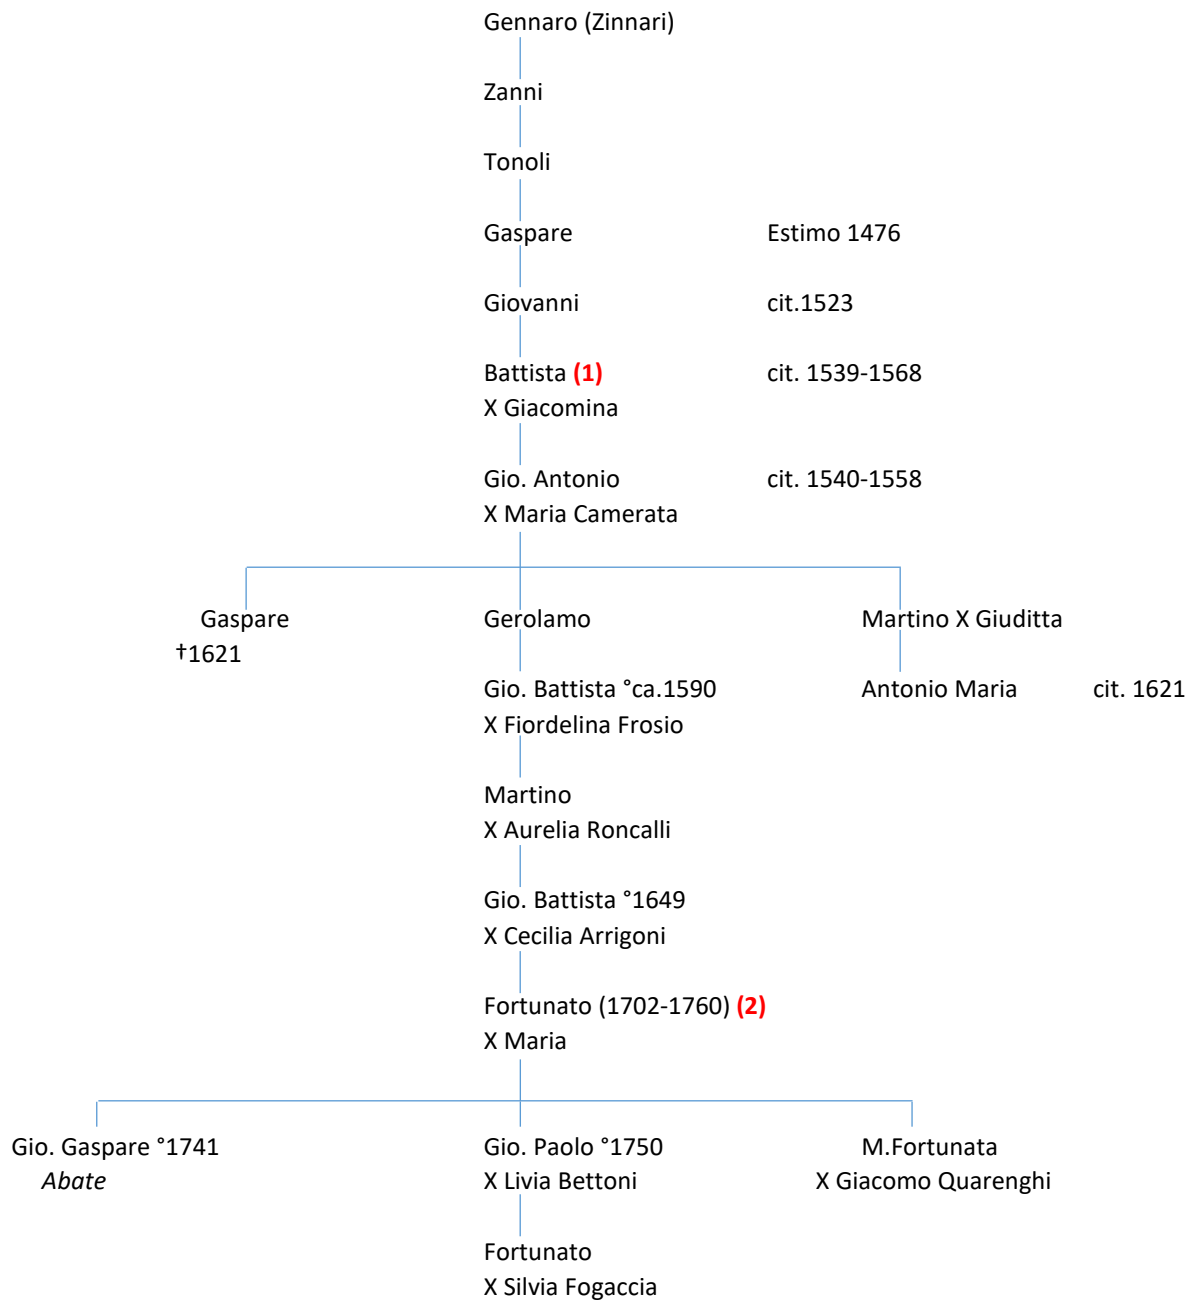 Gennaro (Zinnari)
Zanni
Tonoli
Gaspare Estimo 1476
Giovanni cit.1523
Battista (1) cit. 1539-1568
X Giacomina
Gio. Antonio cit. 1540-1558
X Maria Camerata
Gaspare Gerolamo Martino X Giuditta
†1621
Gio. Battista °ca.1590 Antonio Maria cit. 1621
X Fiordelina Frosio
Martino
X Aurelia Roncalli
Gio. Battista °1649
X Cecilia Arrigoni
Fortunato (1702-1760) (2)
X Maria
Gio. Gaspare °1741 Gio. Paolo °1750 M.Fortunata
Abate X Livia Bettoni X Giacomo Quarenghi
Fortunato
X Silvia Fogaccia